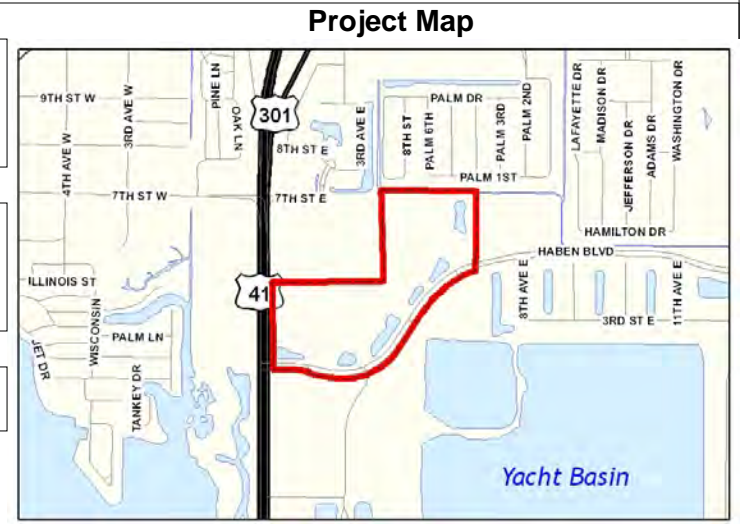 Project Map
9TH ST W
4TH AVE W
3RD AVE W
PINE LN
OAK LN
301
8TH ST E
3RD AVE E
8TH ST
PALM DR
PALM 6TH
PALM 3RD
PALM 2ND
PALM 1ST
LAFAYETTE DR
MADISON DR
JEFFERSON DR
ADAMS DR
WASHINGTON DR
7TH ST W
7TH ST E
HAMILTON DR
HABEN BLVD
ILLINOIS ST
41
WISCONSIN
PALM LN
JET DR
TANKEY DR
8TH AVE E
3RD ST E
11TH AVE E
Yacht Basin